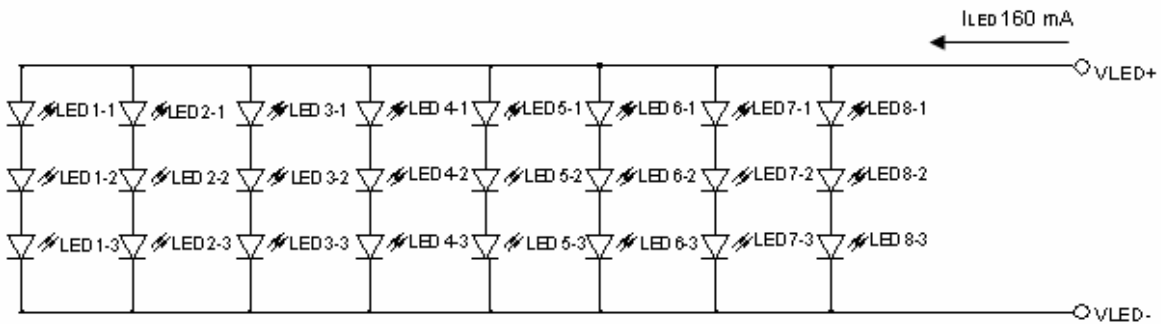 ILED 160 mA
VLED+
LED 1-1 LED 2-1 LED 3-1 LED 4-1 LED 5-1 LED 6-1 LED 7-1 LED 8-1
LED 1-2 LED 2-2 LED 3-2 LED 4-2 LED 5-2 LED 6-2 LED 7-2 LED 8-2
LED 1-3 LED 2-3 LED 3-3 LED 4-3 LED 5-3 LED 6-3 LED 7-3 LED 8-3
VLED-